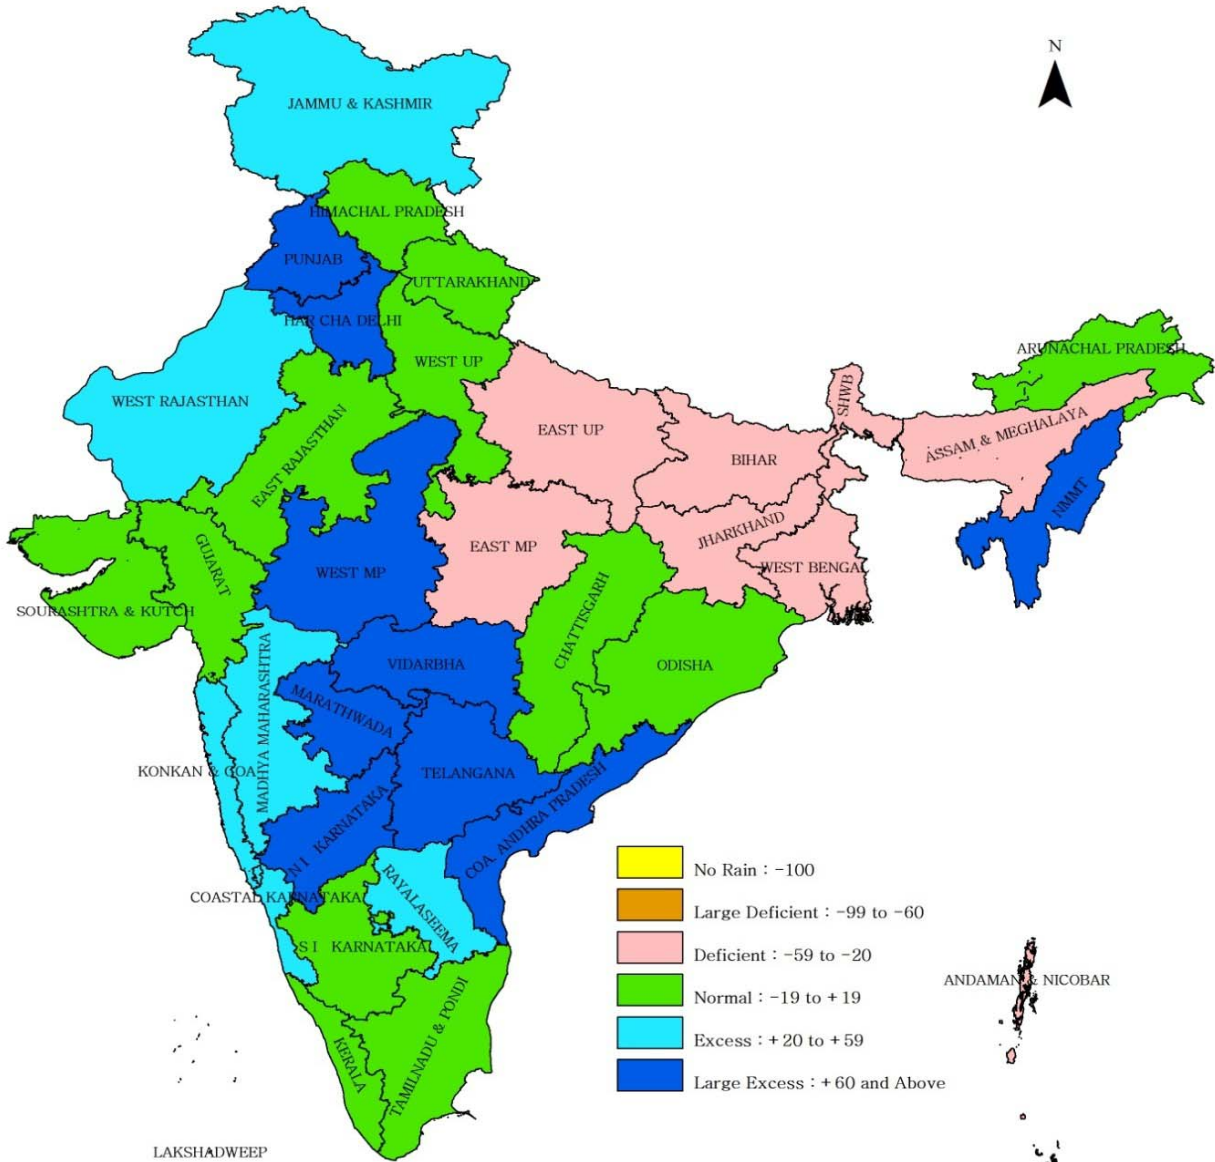 N
JAMMU & KASHMIR
HIMACHAL PRADESH
PUNJAB
UTTARAKHAND
HAR CHA DELHI
WEST UP
ARUNACHAL PRADESH
WEST RAJASTHAN
EAST RAJASTHAN
EAST UP
SHWB
BIHAR
ASSAM & MEGHALAYA
NMMT
GUJARAT
WEST MP
EAST MP
JHARKHAND
WEST BENGAL
SOURASHTRA & KUTCH
CHATTISGARH
ODISHA
VIDARBHA
MADHYA MAHARASHTRA
MARATHWADA
KONKAN & GOA
TELANGANA
COA. ANDHRA PRADESH
N I KARNATAKA
COASTAL KARNATAKA
RAYALASEEMA
S I KARNATAKA
KERALA
TAMILNADU & PONDI
LAKSHADWEEP
ANDAMAN & NICOBAR
No Rain : -100
Large Deficient : -99 to -60
Deficient : -59 to -20
Normal : -19 to +19
Excess : +20 to +59
Large Excess : +60 and Above